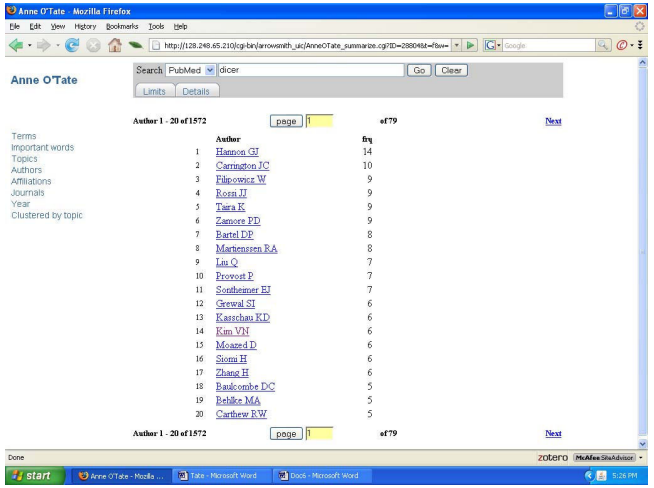 Anne O'Tate - Mozilla Firefox
File Edit View History Bookmarks Tools Help
http://128.248.65.210/cgi-bin/arrowsmith_uic/AnneOTate_summarize.cgi?ID=28804&t=f&w= Google
Anne O'Tate
Search PubMed dicer Go Clear
Limits Details
Author 1 - 20 of 1572 page 1 of 79 Next
Terms
Important words
Topics
Authors
Affiliations
Journals
Year
Clustered by topic
Author frq
1 Hannon GJ 14
2 Carrington JC 10
3 Filipowicz W 9
4 Rossi JJ 9
5 Taira K 9
6 Zamore PD 9
7 Bartel DP 8
8 Martienssen RA 8
9 Liu Q 7
10 Provost P 7
11 Sontheimer EJ 7
12 Grewal SI 6
13 Kasschau KD 6
14 Kim VN 6
15 Moazed D 6
16 Siomi H 6
17 Zhang H 6
18 Baulcombe DC 5
19 Behlke MA 5
20 Carthew RW 5
Author 1 - 20 of 1572 page 1 of 79 Next
Done zotero McAfee SiteAdvisor
start Anne O'Tate - Mozilla ... Tate - Microsoft Word Doc6 - Microsoft Word 5:26 PM